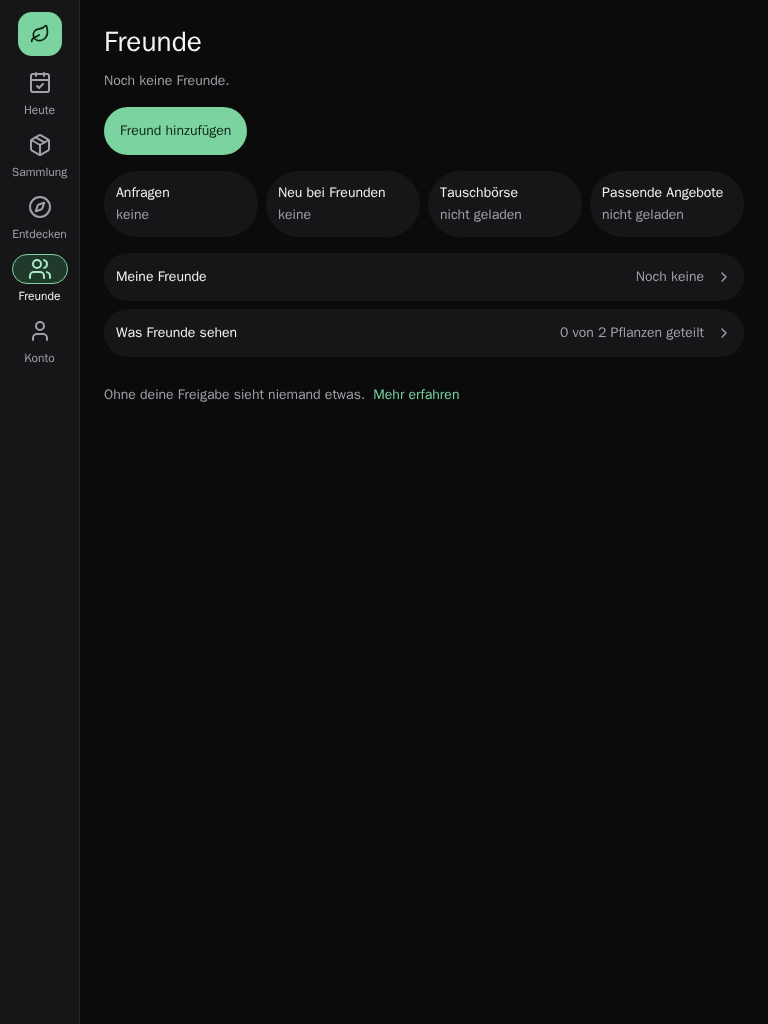 Freunde
Noch keine Freunde.
Freund hinzufügen
Anfragen
keine
Neu bei Freunden
keine
Tauschbörse
nicht geladen
Passende Angebote
nicht geladen
Meine Freunde
Noch keine
Was Freunde sehen
0 von 2 Pflanzen geteilt
Ohne deine Freigabe sieht niemand etwas. Mehr erfahren
Heute
Sammlung
Entdecken
Freunde
Konto